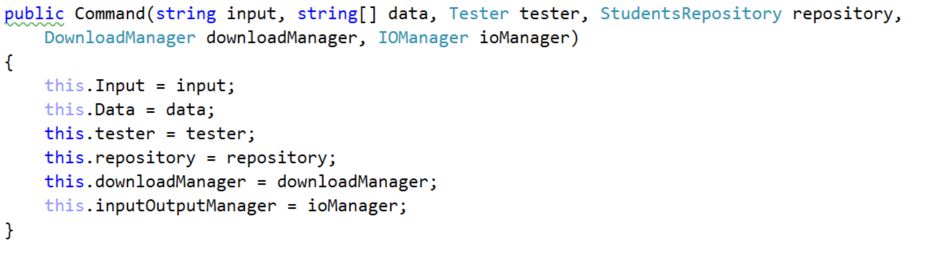 public Command(string input, string[] data, Tester tester, StudentsRepository repository,
    DownloadManager downloadManager, IOManager ioManager)
{
    this.Input = input;
    this.Data = data;
    this.tester = tester;
    this.repository = repository;
    this.downloadManager = downloadManager;
    this.inputOutputManager = ioManager;
}